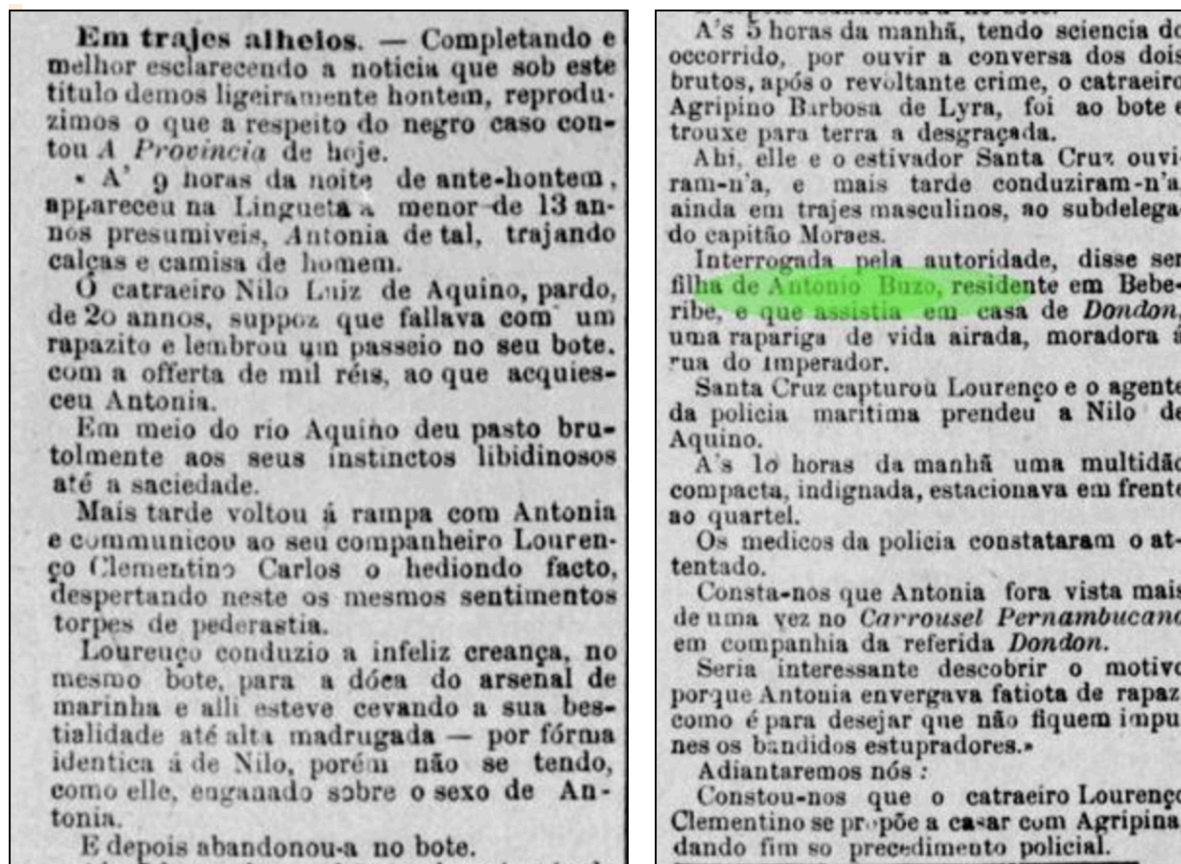 Em trajes alheios. — Completando e
melhor esclarecendo a noticia que sob este
titulo demos ligeiramente hontem, reprodu-
zimos o que a respeito do negro caso con-
tou A Provincia de hoje.
« A' 9 horas da noite de ante-hontem,
appareceu na Lingueta a menor de 13 an-
nos presumiveis, Antonia de tal, trajando
calças e camisa de homem.
O catraeiro Nilo Luiz de Aquino, pardo,
de 20 annos, suppoz que fallava com um
rapazito e lembrou um passeio no seu bote.
com a offerta de mil réis, ao que acquies-
ceu Antonia.
Em meio do rio Aquino deu pasto bru-
tolmente aos seus instinctos libidinosos
até a saciedade.
Mais tarde voltou á rampa com Antonia
e communicou ao seu companheiro Louren-
ço Clementino Carlos o hediondo facto,
despertando neste os mesmos sentimentos
torpes de pederastia.
Lourenço conduzio a infeliz creança, no
mesmo bote, para a dóca do arsenal de
marinha e alli esteve cevando a sua bes-
tialidade até alta madrugada — por fórma
identica á de Nilo, porém não se tendo,
como elle, enganado sobre o sexo de An-
tonia.
E depois abandonou-a no bote.
A's 5 horas da manhã, tendo sciencia do
occorrido, por ouvir a conversa dos dois
brutos, após o revoltante crime, o catraeiro
Agripino Barbosa de Lyra, foi ao bote e
trouxe para terra a desgraçada.
Ahi, elle e o estivador Santa Cruz ouvi-
ram-n'a, e mais tarde conduziram-n'a,
ainda em trajes masculinos, ao subdelega-
do capitão Moraes.
Interrogada pela autoridade, disse ser
filha de Antonio Buzo, residente em Bebe-
ribe, e que assistia em casa de Dondon,
uma rapariga de vida airada, moradora á
rua do Imperador.
Santa Cruz capturou Lourenço e o agente
da policia maritima prendeu a Nilo de
Aquino.
A's 10 horas da manhã uma multidão
compacta, indignada, estacionava em frente
ao quartel.
Os medicos da policia constataram o at-
tentado.
Consta-nos que Antonia fora vista mais
de uma vez no Carrousel Pernambucano
em companhia da referida Dondon.
Seria interessante descobrir o motivo
porque Antonia envergava fatiota de rapaz
como é para desejar que não fiquem impu
nes os bandidos estupradores.»
Adiantaremos nós :
Constou-nos que o catraeiro Lourenço
Clementino se propõe a casar com Agripina,
dando fim so precedimento policial.